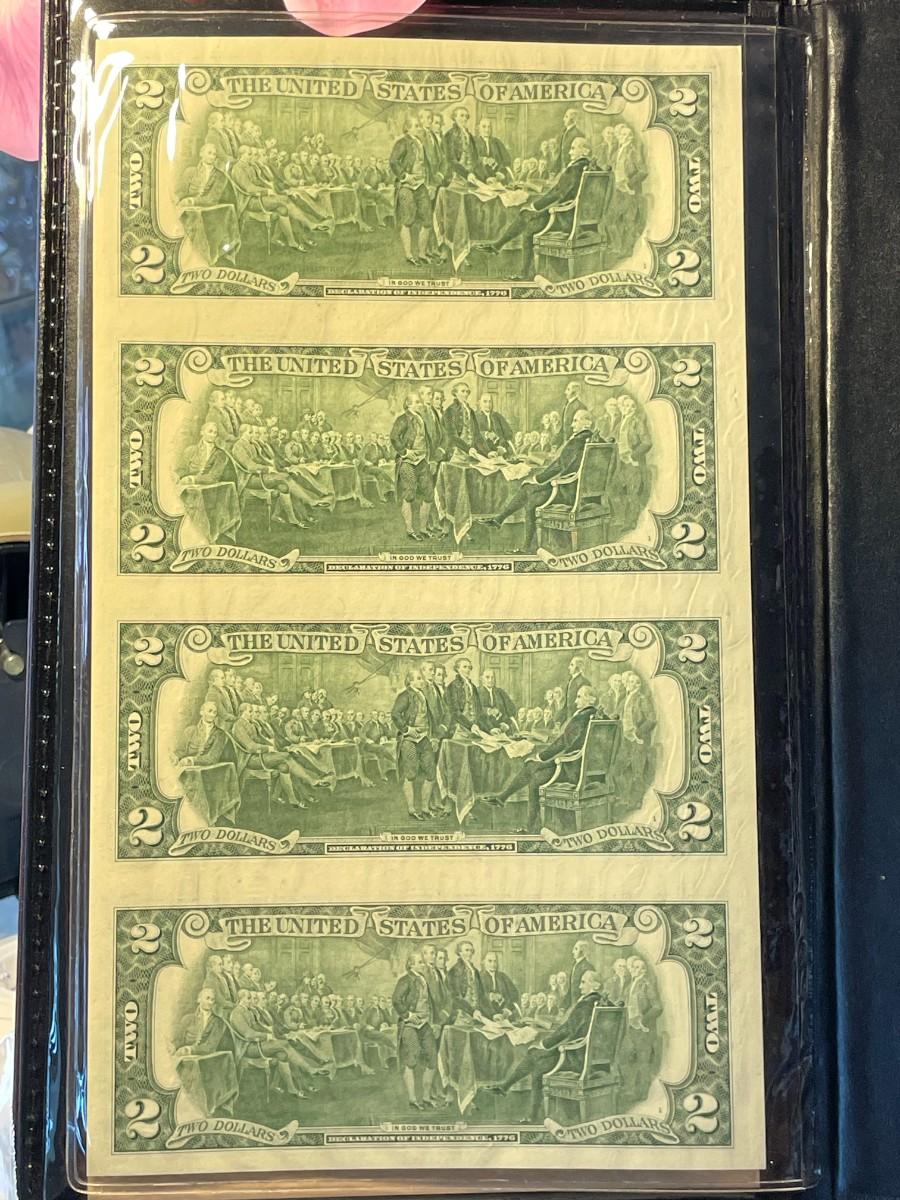 THE UNITED STATES OF AMERICA
2 2
TWO TWO
2 2
TWO DOLLARS TWO DOLLARS
IN GOD WE TRUST
DECLARATION OF INDEPENDENCE, 1776
THE UNITED STATES OF AMERICA
2 2
TWO TWO
2 2
1
TWO DOLLARS TWO DOLLARS
IN GOD WE TRUST
DECLARATION OF INDEPENDENCE, 1776
THE UNITED STATES OF AMERICA
2 2
TWO TWO
2 2
1
TWO DOLLARS TWO DOLLARS
IN GOD WE TRUST
DECLARATION OF INDEPENDENCE, 1776
THE UNITED STATES OF AMERICA
2 2
TWO TWO
2 2
1
TWO DOLLARS TWO DOLLARS
IN GOD WE TRUST
DECLARATION OF INDEPENDENCE, 1776